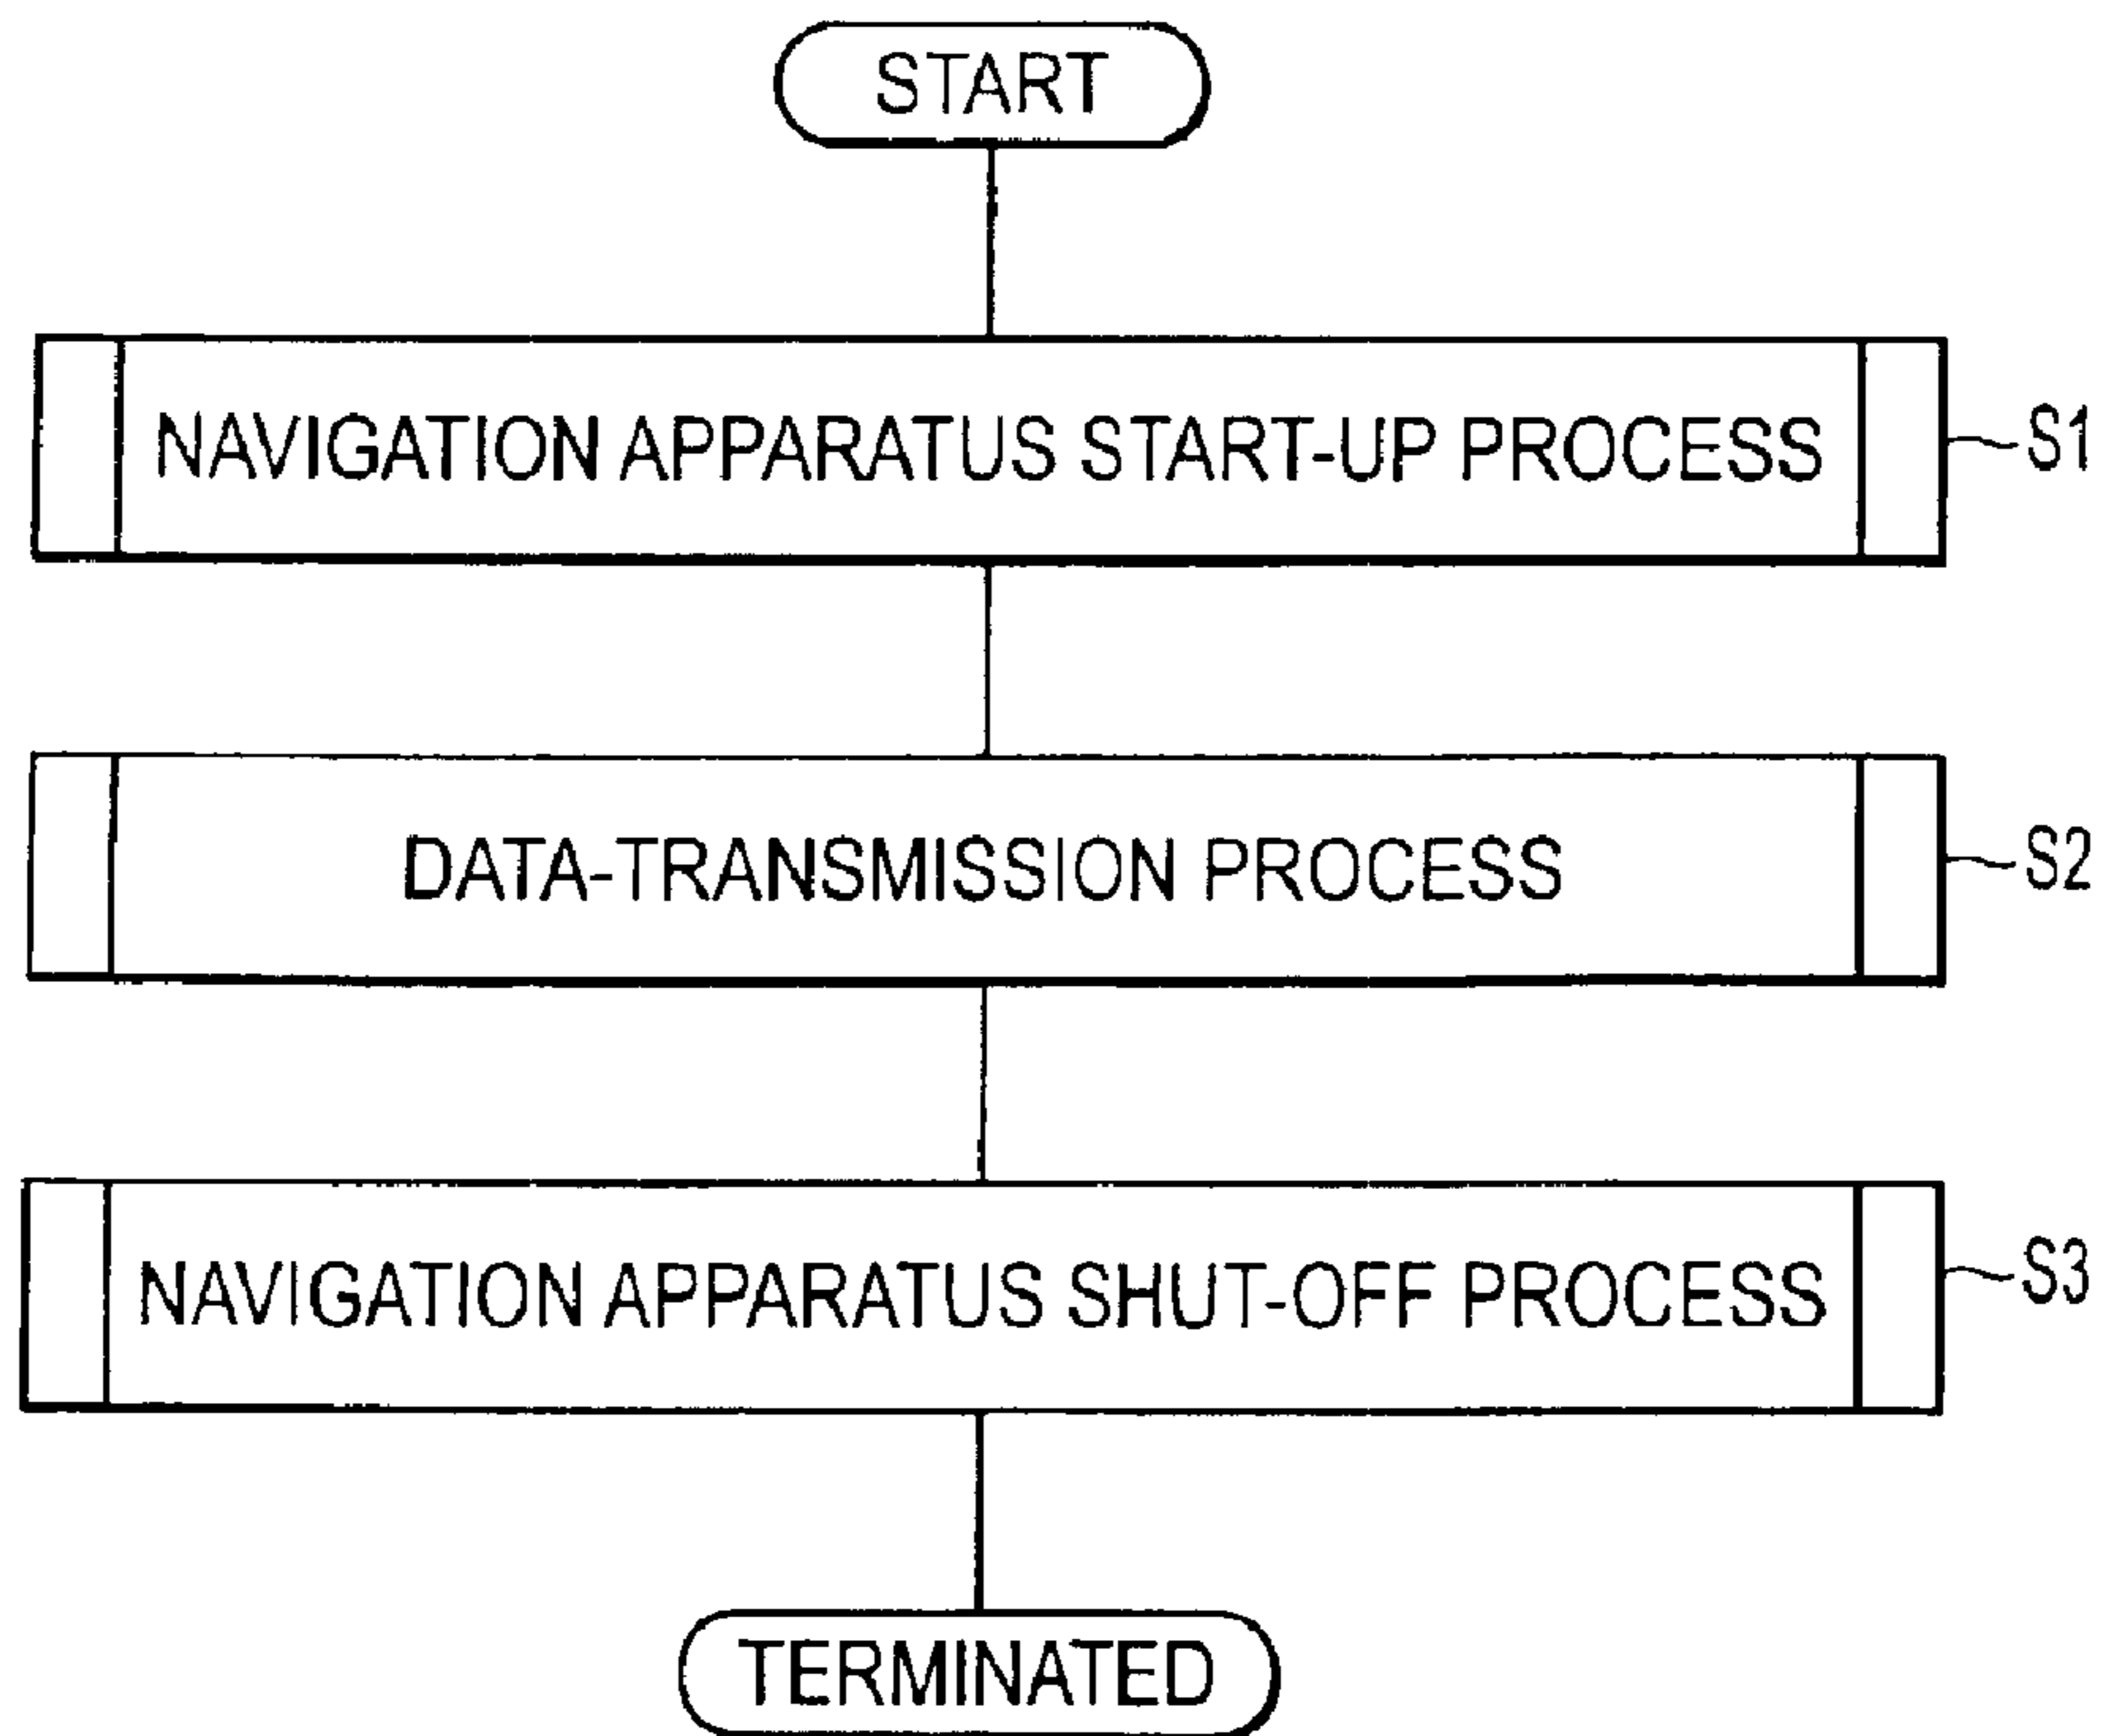 START
NAVIGATION APPARATUS START-UP PROCESS S1
DATA-TRANSMISSION PROCESS S2
NAVIGATION APPARATUS SHUT-OFF PROCESS S3
TERMINATED